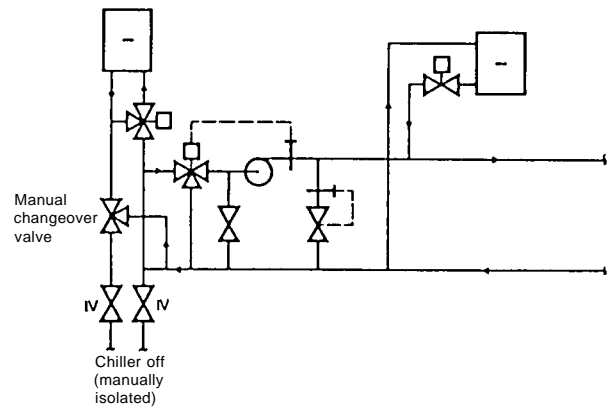 Manual
changeover
valve
IV IV
Chiller off
(manually
isolated)